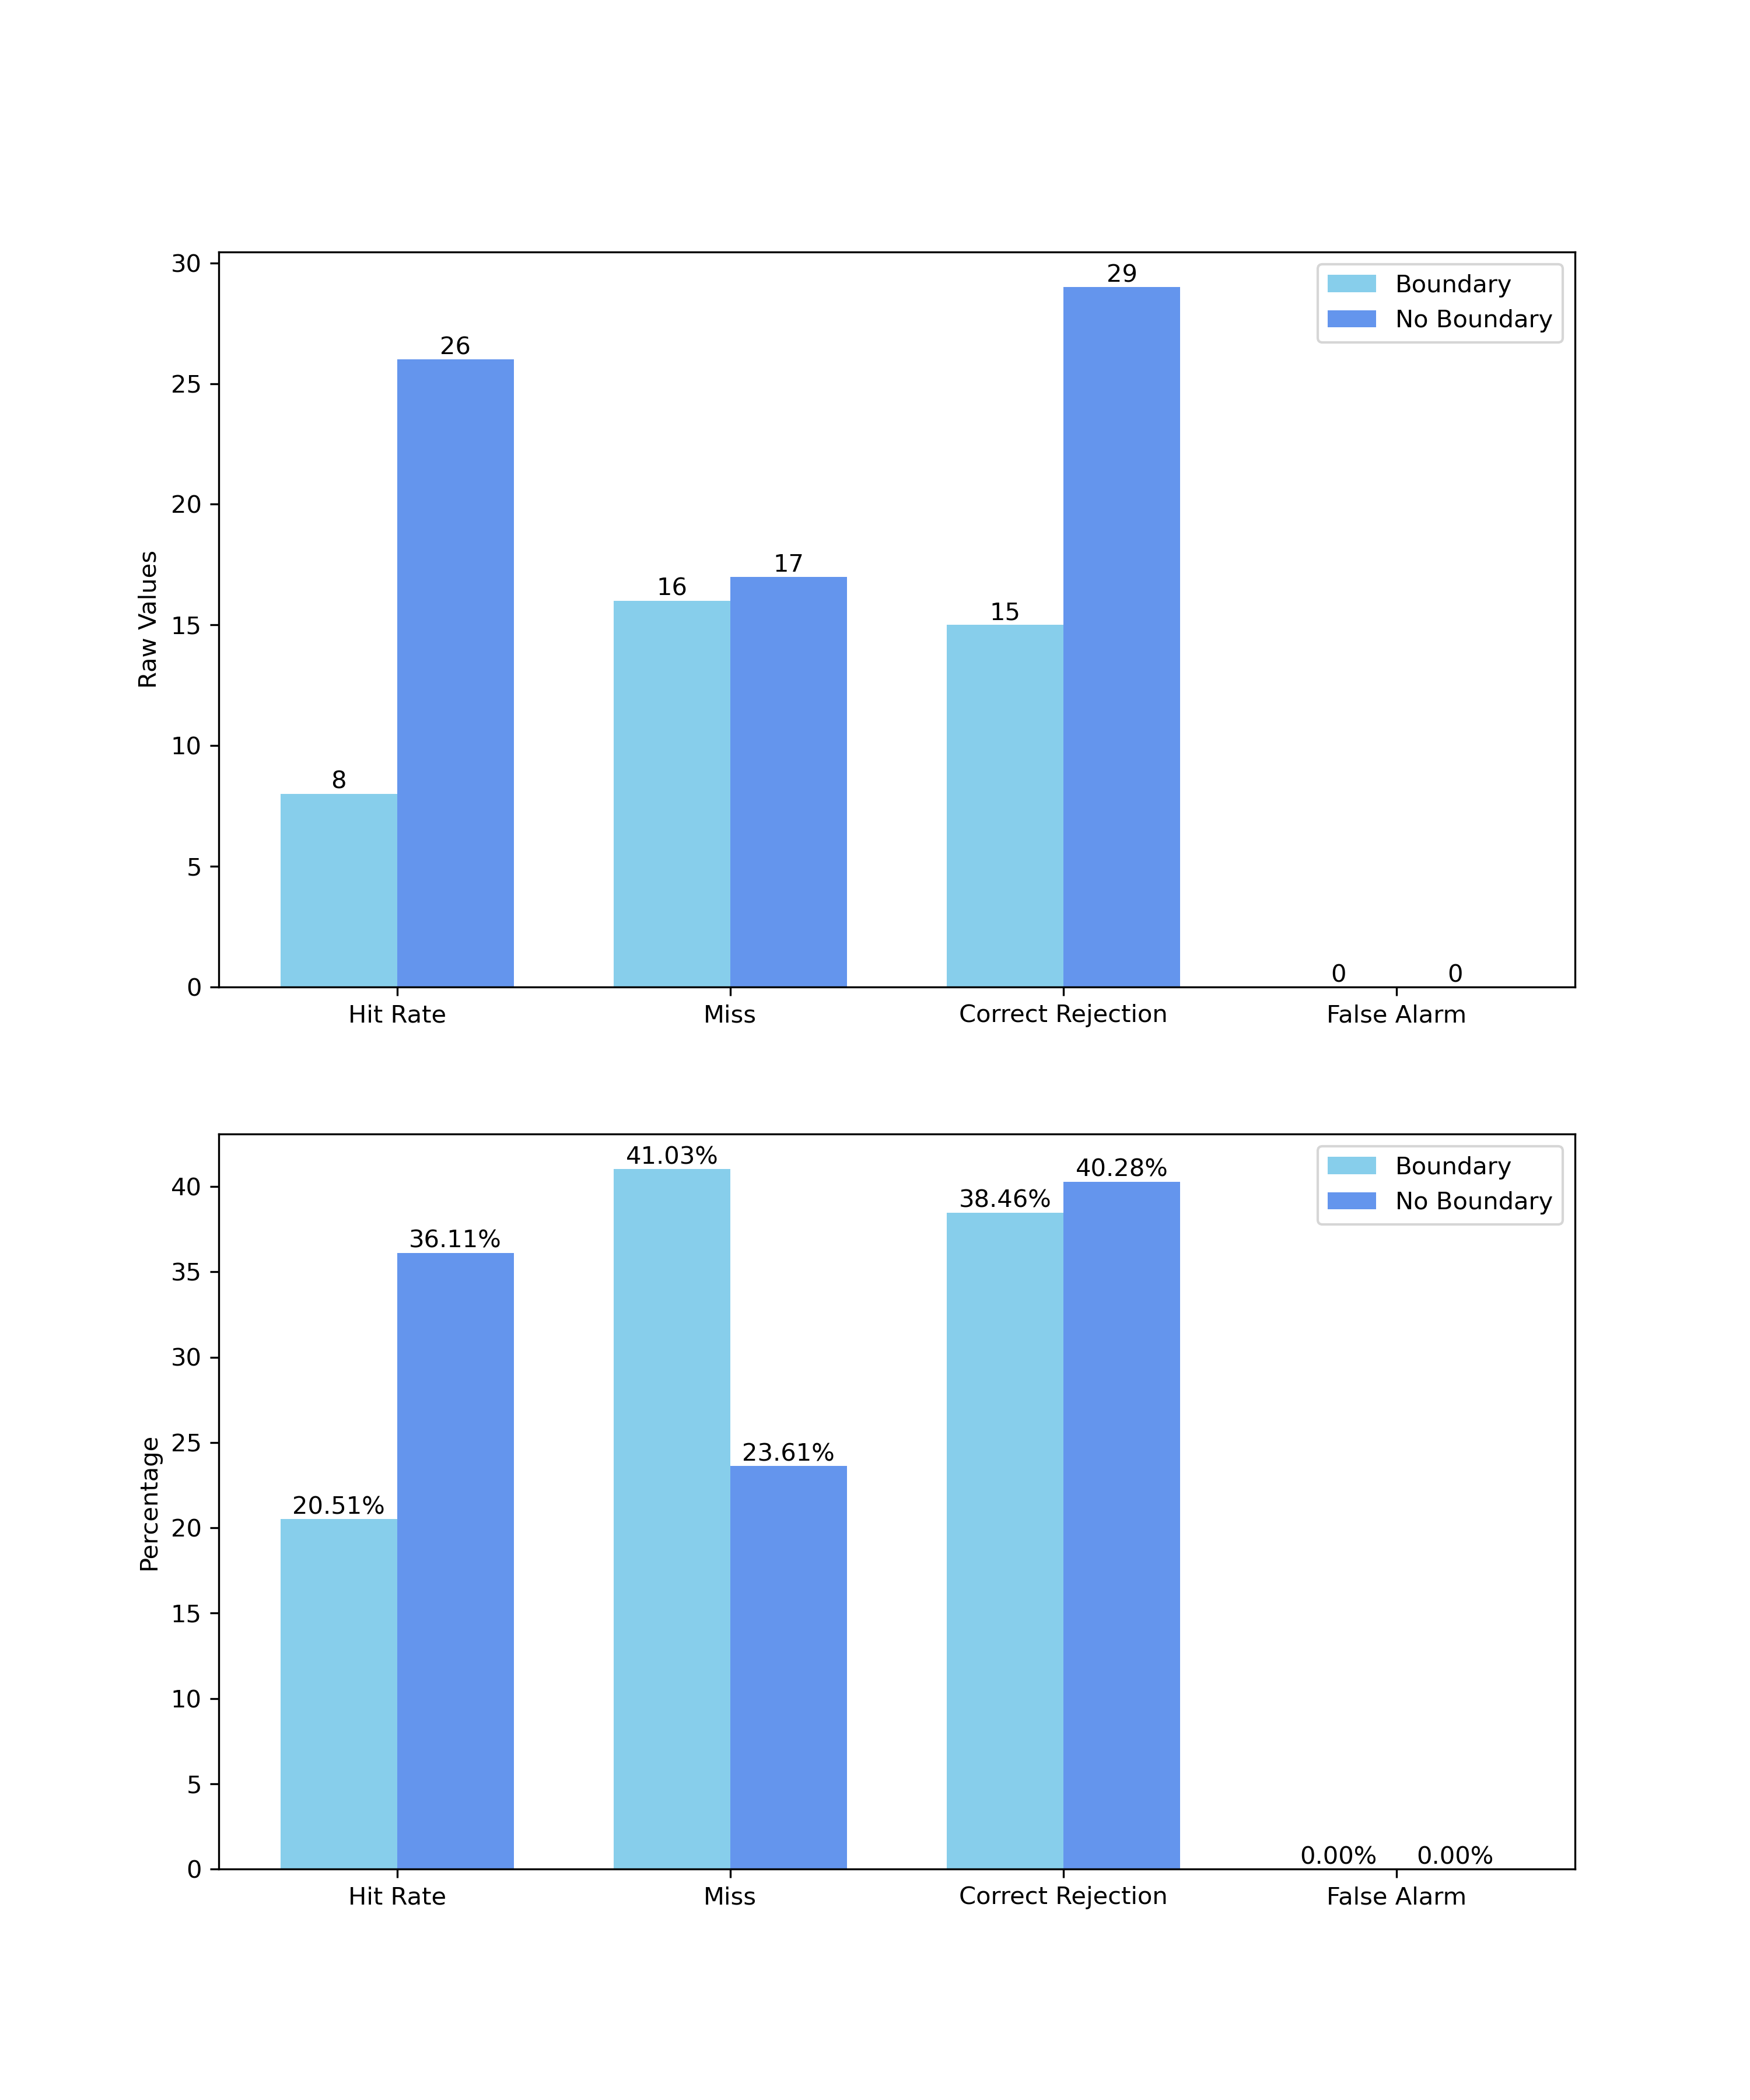 30
25
20
15
10
5
0
Raw Values
8
26
16
17
15
29
0
0
Hit Rate
Miss
Correct Rejection
False Alarm
Boundary
No Boundary
40
35
30
25
20
15
10
5
0
Percentage
20.51%
36.11%
41.03%
23.61%
38.46%
40.28%
0.00%
0.00%
Hit Rate
Miss
Correct Rejection
False Alarm
Boundary
No Boundary